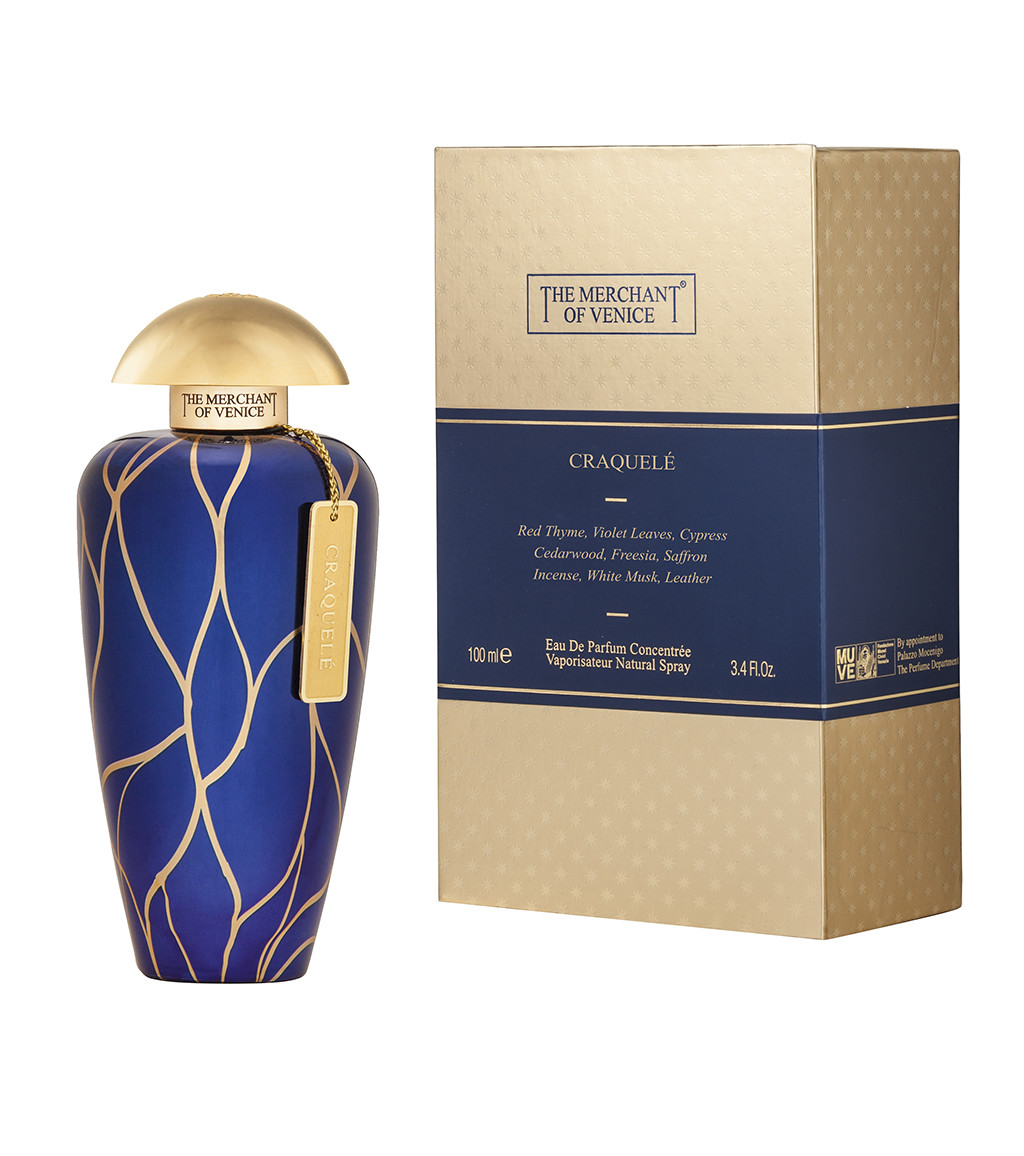 THE MERCHANT
OF VENICE
CRAQUELÉ
THE MERCHANT®
OF VENICE
CRAQUELÉ
Red Thyme, Violet Leaves, Cypress
Cedarwood, Freesia, Saffron
Incense, White Musk, Leather
100 ml e
Eau De Parfum Concentrée
Vaporisateur Natural Spray
3.4 Fl.Oz.
MU
VE
By appointment to
Palazzo Mocenigo
The Perfume Department